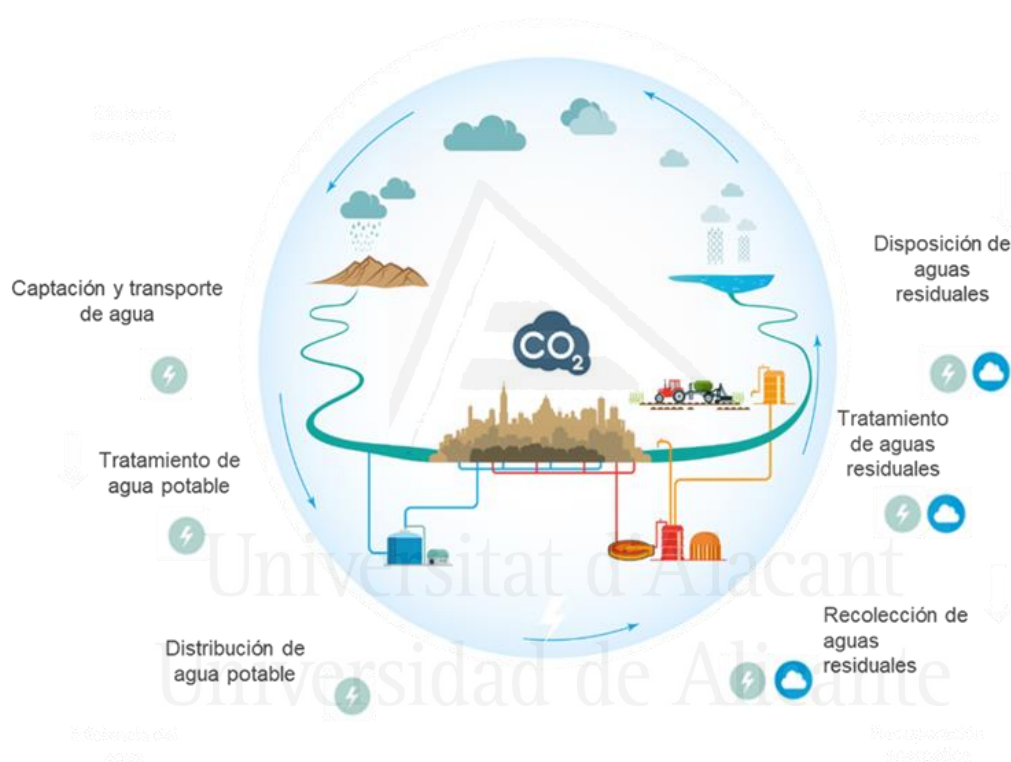 Disposición de
aguas
residuales
Captación y transporte
de agua
CO2
Tratamiento
de aguas
residuales
Tratamiento de
agua potable
Universitat d'Alacant
Recolección de
aguas
residuales
Distribución de
agua potable
Universidad de Alicante